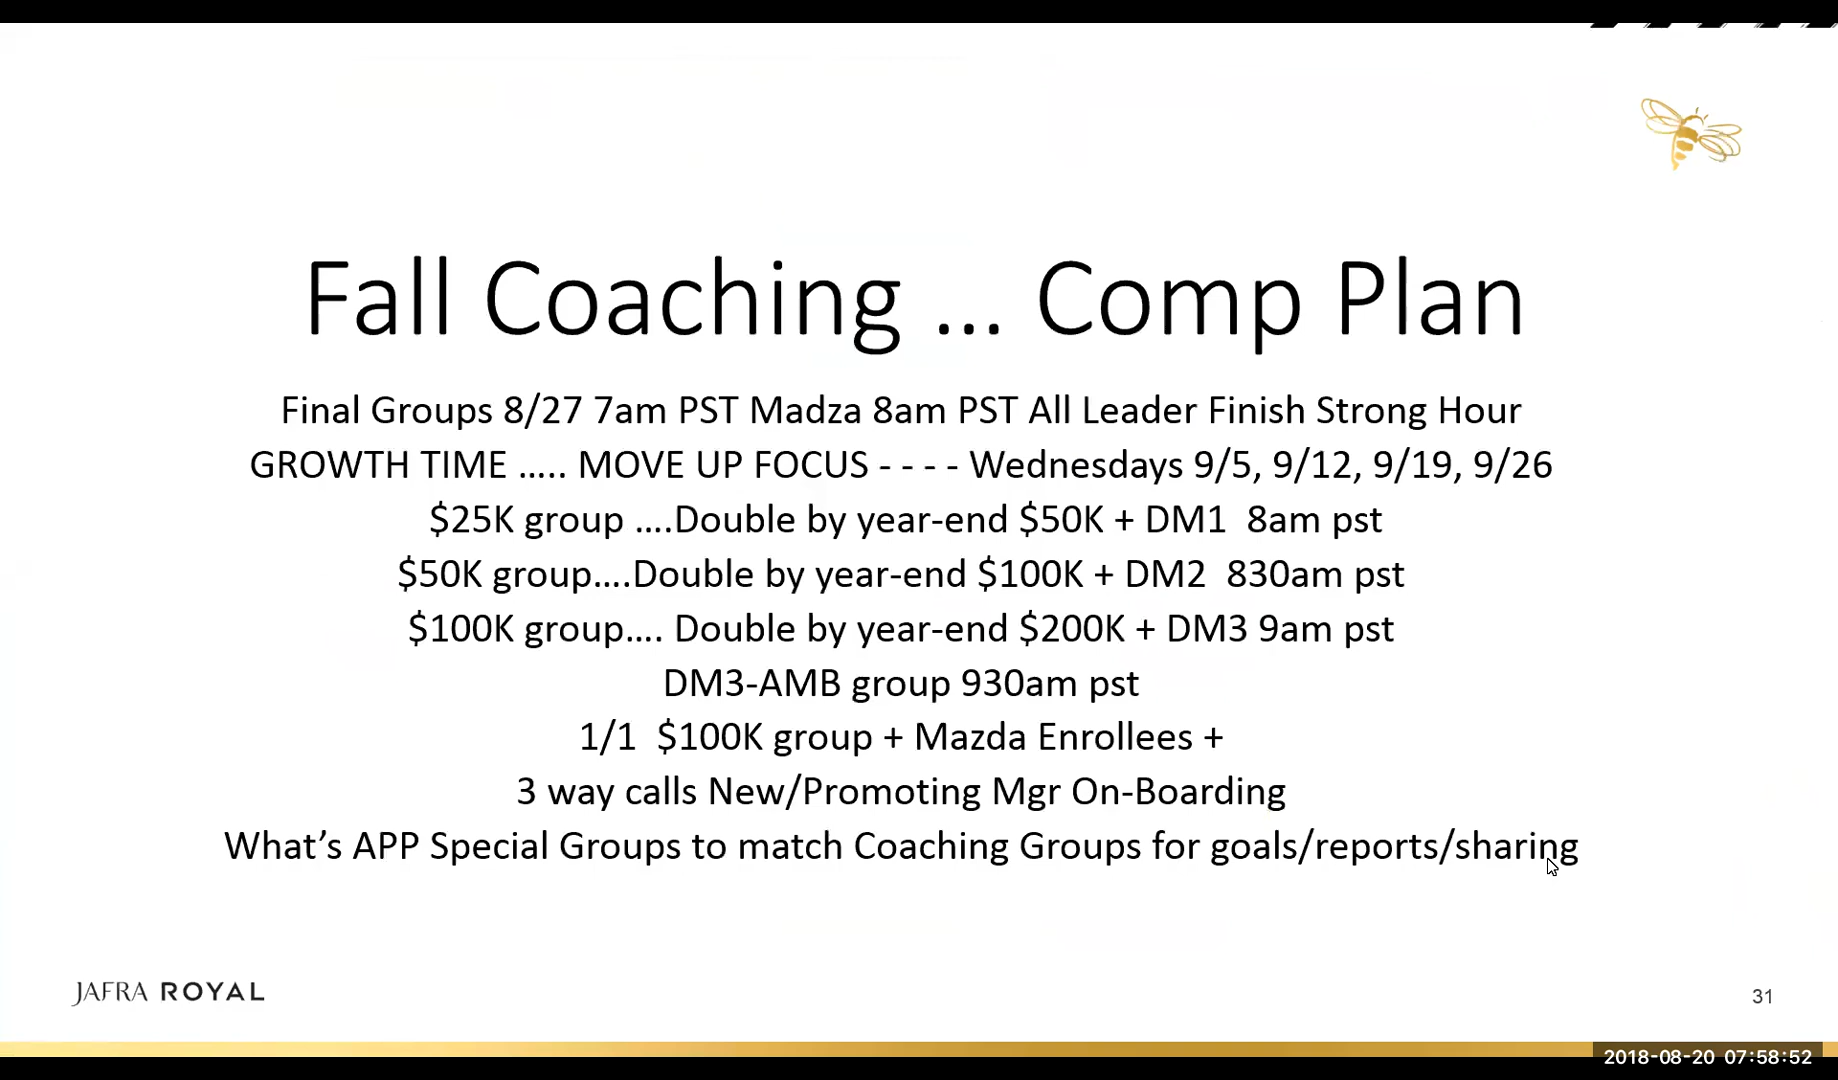 Fall Coaching ... Comp Plan
Final Groups 8/27 7am PST Madza 8am PST All Leader Finish Strong Hour
GROWTH TIME ..... MOVE UP FOCUS - - - - Wednesdays 9/5, 9/12, 9/19, 9/26
$25K group ....Double by year-end $50K + DM1  8am pst
$50K group....Double by year-end $100K + DM2  830am pst
$100K group.... Double by year-end $200K + DM3 9am pst
DM3-AMB group 930am pst
1/1  $100K group + Mazda Enrollees +
3 way calls New/Promoting Mgr On-Boarding
What’s APP Special Groups to match Coaching Groups for goals/reports/sharing
JAFRA ROYAL
31
2018-08-20 07:58:52